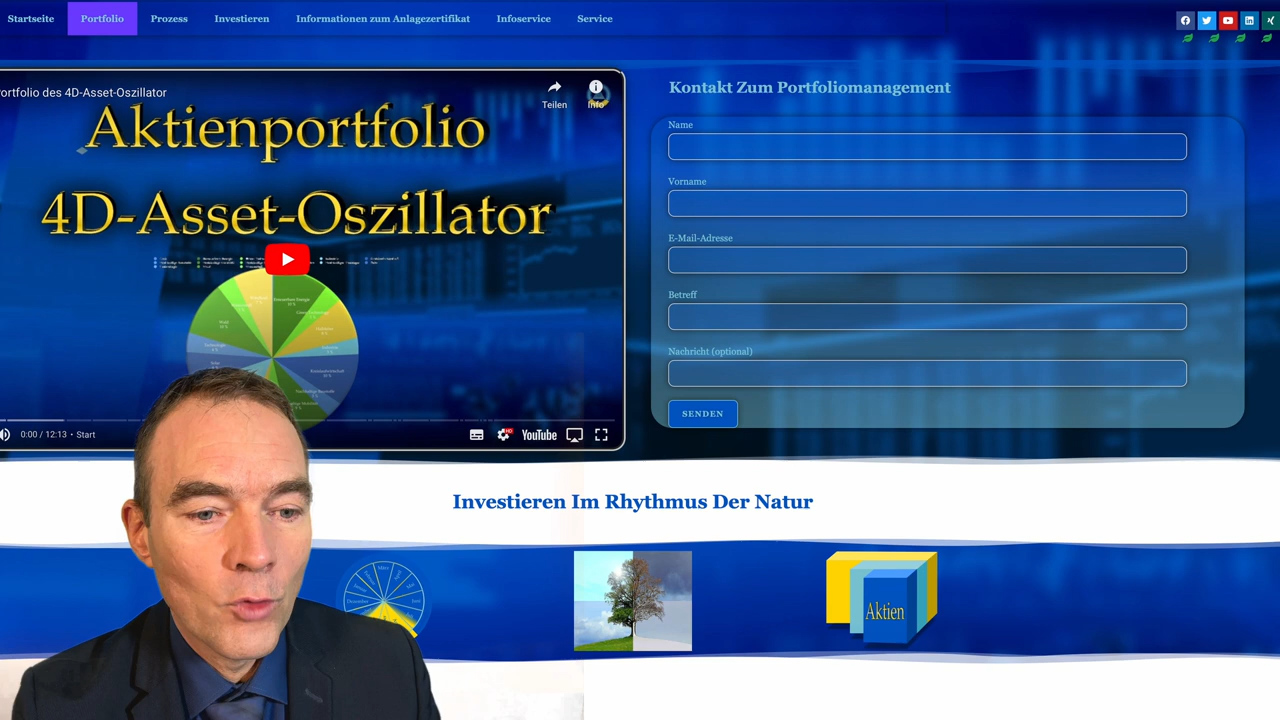 Startseite
Portfolio
Prozess
Investieren
Informationen zum Anlagezertifikat
Infoservice
Service
ortfolio des 4D-Asset-Oszillator
Teilen
Info
Aktienportfolio
4D-Asset-Oszillator
0:00 / 12:13 • Start
HD
YouTube
Kontakt Zum Portfoliomanagement
Name
Vorname
E-Mail-Adresse
Betreff
Nachricht (optional)
SENDEN
Investieren Im Rhythmus Der Natur
Aktien